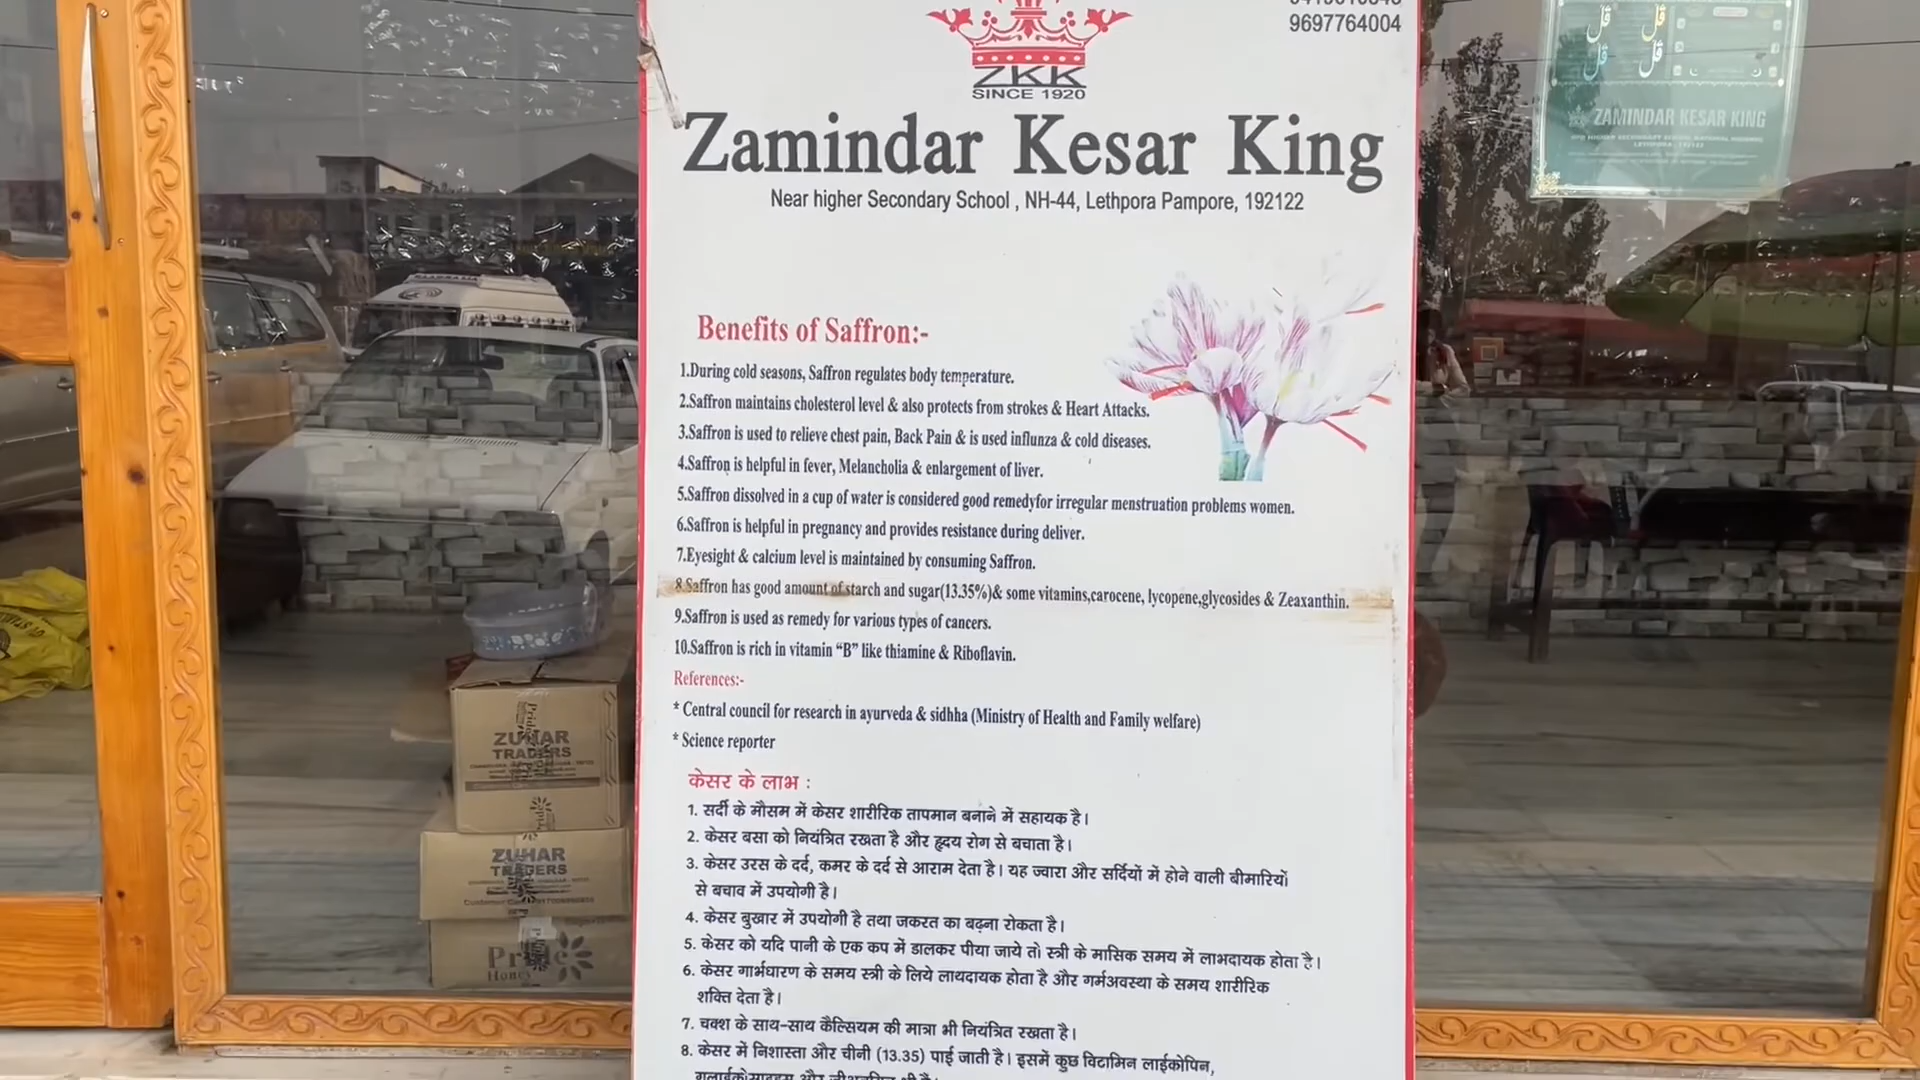 9697764004
ZKK
SINCE 1920
Zamindar Kesar King
Near higher Secondary School , NH-44, Lethpora Pampore, 192122
Benefits of Saffron:-
1.During cold seasons, Saffron regulates body temperature.
2.Saffron maintains cholesterol level & also protects from strokes & Heart Attacks.
3.Saffron is used to relieve chest pain, Back Pain & is used influnza & cold diseases.
4.Saffron is helpful in fever, Melancholia & enlargement of liver.
5.Saffron dissolved in a cup of water is considered good remedyfor irregular menstruation problems women.
6.Saffron is helpful in pregnancy and provides resistance during deliver.
7.Eyesight & calcium level is maintained by consuming Saffron.
8.Saffron has good amount of starch and sugar(13.35%)& some vitamins,carocene, lycopene,glycosides & Zeaxanthin.
9.Saffron is used as remedy for various types of cancers.
10.Saffron is rich in vitamin “B” like thiamine & Riboflavin.
References:-
* Central council for research in ayurveda & sidhha (Ministry of Health and Family welfare)
* Science reporter
केसर के लाभ :
1. सर्दी के मौसम में केसर शारीरिक तापमान बनाने में सहायक है।
2. केसर बसा को नियंत्रित रखता है और हृदय रोग से बचाता है।
3. केसर उरस के दर्द, कमर के दर्द से आराम देता है। यह ज्वारा और सर्दियों में होने वाली बीमारियों
से बचाव में उपयोगी है।
4. केसर बुखार में उपयोगी है तथा जकरत का बढ़ना रोकता है।
5. केसर को यदि पानी के एक कप में डालकर पीया जाये तो स्त्री के मासिक समय में लाभदायक होता है।
6. केसर गार्भधारण के समय स्त्री के लिये लाथदायक होता है और गर्मअवस्था के समय शारीरिक
शक्ति देता है।
7. चक्श के साय-साय कैल्सियम की मात्रा भी नियंत्रित रखता है।
8. केसर में निशास्ता और चीनी (13.35) पाई जाती है। इसमें कुछ विटामिन लाईकोपिन,
ZAMINDAR KESAR KING
LETHPORA - 192122
ZUHAR
TRADERS
ZUHAR
TRADERS
Pride
Honey